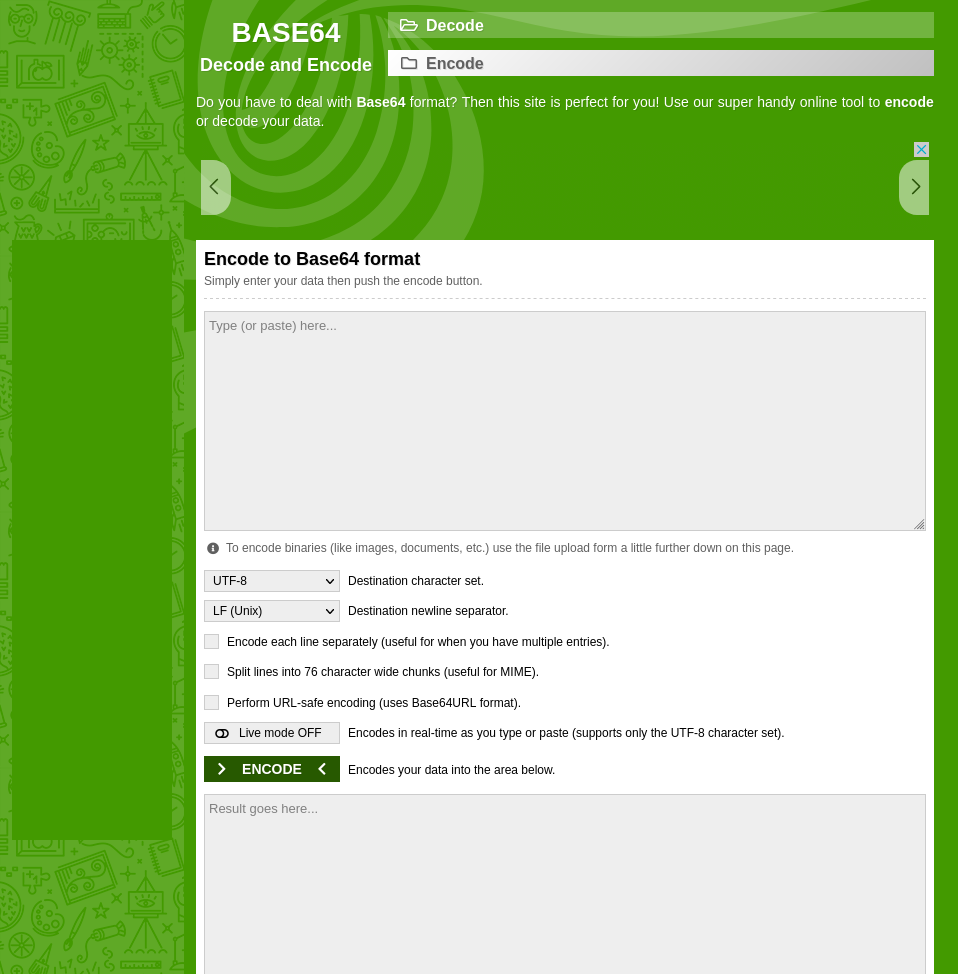 BASE64
Decode and Encode
Decode
Encode
Do you have to deal with Base64 format? Then this site is perfect for you! Use our super handy online tool to encode
or decode your data.
Encode to Base64 format
Simply enter your data then push the encode button.
Type (or paste) here...
To encode binaries (like images, documents, etc.) use the file upload form a little further down on this page.
UTF-8 Destination character set.
LF (Unix) Destination newline separator.
Encode each line separately (useful for when you have multiple entries).
Split lines into 76 character wide chunks (useful for MIME).
Perform URL-safe encoding (uses Base64URL format).
Live mode OFF Encodes in real-time as you type or paste (supports only the UTF-8 character set).
ENCODE Encodes your data into the area below.
Result goes here...